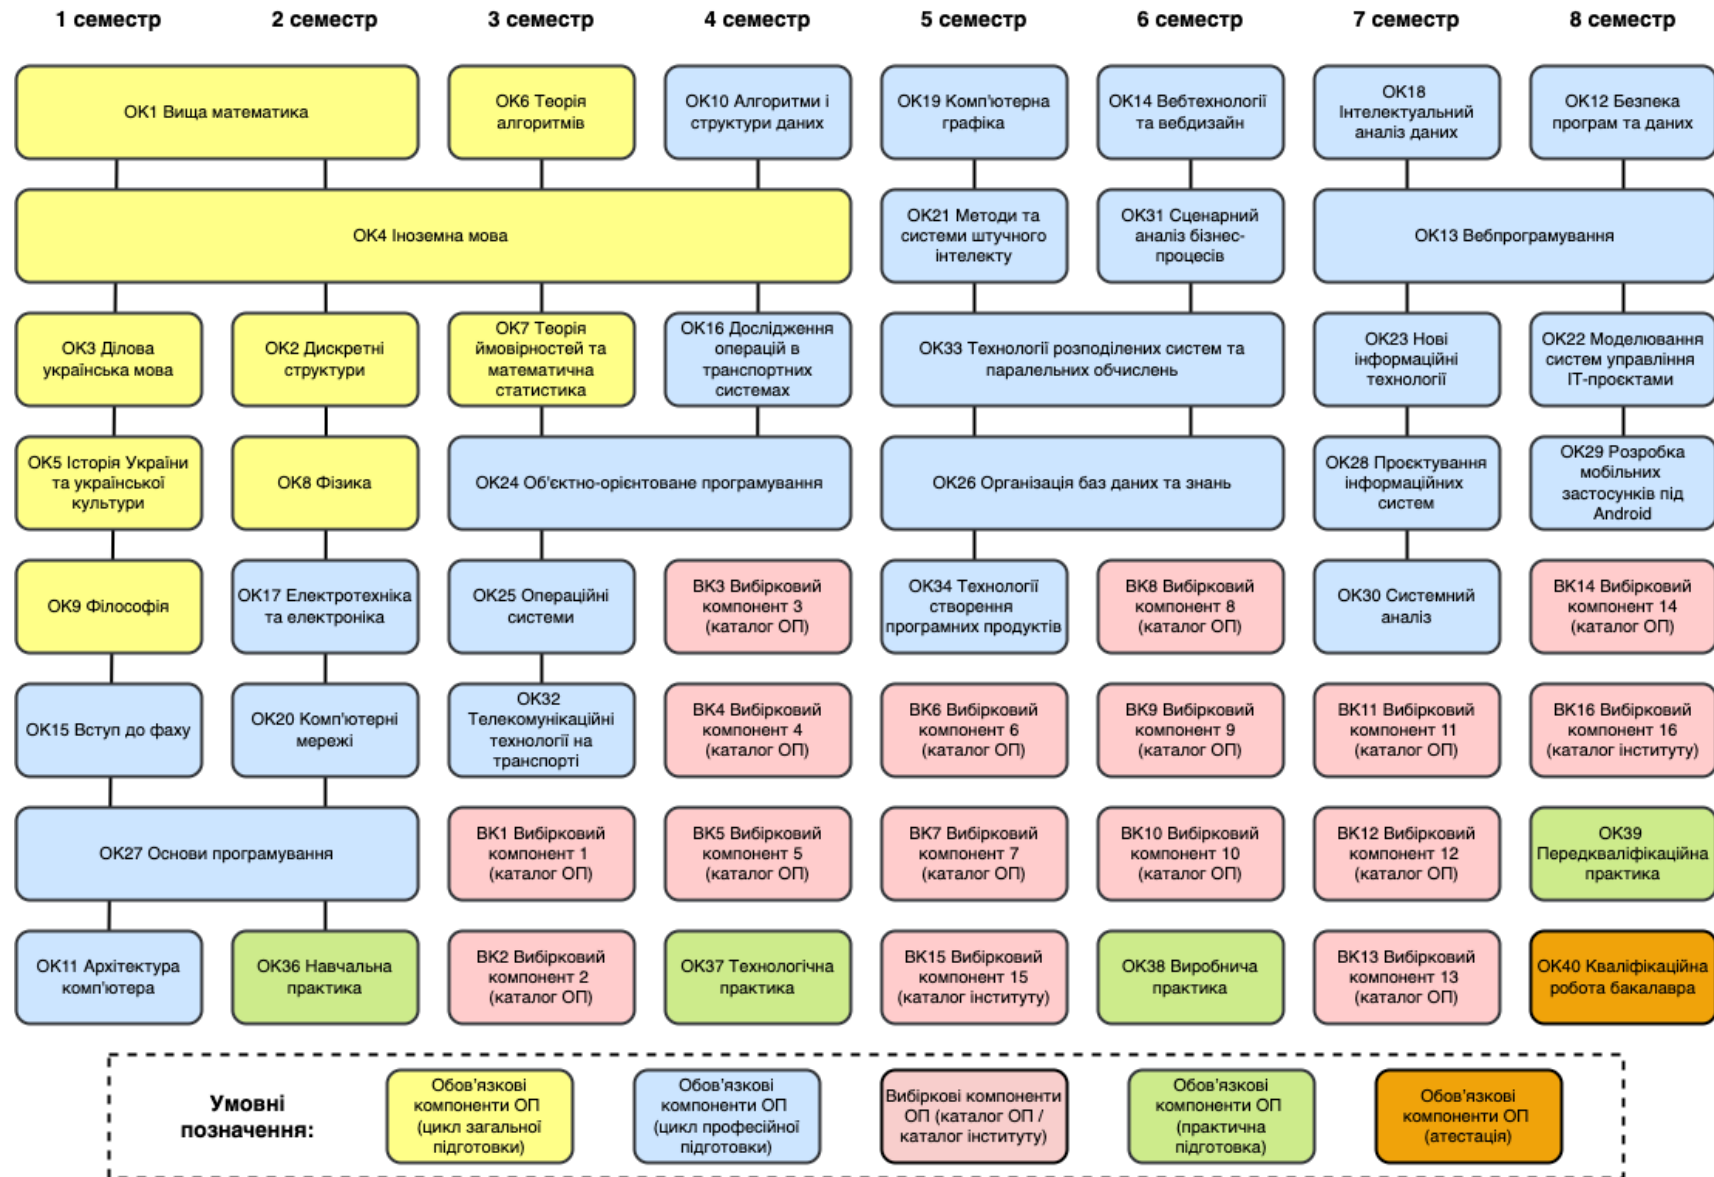 1 семестр
2 семестр
3 семестр
4 семестр
5 семестр
6 семестр
7 семестр
8 семестр
ОК1 Вища математика
ОК6 Теорія
алгоритмів
ОК10 Алгоритми і
структури даних
ОК19 Комп'ютерна
графіка
ОК14 Вебтехнології
та вебдизайн
ОК18
Інтелектуальний
аналіз даних
ОК12 Безпека
програм та даних
ОК4 Іноземна мова
ОК21 Методи та
системи штучного
інтелекту
ОК31 Сценарний
аналіз бізнес-
процесів
ОК13 Вебпрограмування
ОК3 Ділова
українська мова
ОК2 Дискретні
структури
ОК7 Теорія
ймовірностей та
математична
статистика
ОК16 Дослідження
операцій в
транспортних
системах
ОК33 Технології розподілених систем та
паралельних обчислень
ОК23 Нові
інформаційні
технології
ОК22 Моделювання
систем управління
ІТ-проєктами
ОК5 Історія України
та української
культури
ОК8 Фізика
ОК24 Об'єктно-орієнтоване програмування
ОК26 Організація баз даних та знань
ОК28 Проєктування
інформаційних
систем
ОК29 Розробка
мобільних
застосунків під
Android
ОК9 Філософія
ОК17 Електротехніка
та електроніка
ОК25 Операційні
системи
ВК3 Вибірковий
компонент 3
(каталог ОП)
ОК34 Технології
створення
програмних продуктів
ВК8 Вибірковий
компонент 8
(каталог ОП)
ОК30 Системний
аналіз
ВК14 Вибірковий
компонент 14
(каталог ОП)
ОК15 Вступ до фаху
ОК20 Комп'ютерні
мережі
ОК32
Телекомунікаційні
технології на
транспорті
ВК4 Вибірковий
компонент 4
(каталог ОП)
ВК6 Вибірковий
компонент 6
(каталог ОП)
ВК9 Вибірковий
компонент 9
(каталог ОП)
ВК11 Вибірковий
компонент 11
(каталог ОП)
ВК16 Вибірковий
компонент 16
(каталог інституту)
ОК27 Основи програмування
ВК1 Вибірковий
компонент 1
(каталог ОП)
ВК5 Вибірковий
компонент 5
(каталог ОП)
ВК7 Вибірковий
компонент 7
(каталог ОП)
ВК10 Вибірковий
компонент 10
(каталог ОП)
ВК12 Вибірковий
компонент 12
(каталог ОП)
ОК39
Передкваліфікаційна
практика
ОК11 Архітектура
комп'ютера
ОК36 Навчальна
практика
ВК2 Вибірковий
компонент 2
(каталог ОП)
ОК37 Технологічна
практика
ВК15 Вибірковий
компонент 15
(каталог інституту)
ОК38 Виробнича
практика
ВК13 Вибірковий
компонент 13
(каталог ОП)
ОК40 Кваліфікаційна
робота бакалавра
Умовні
позначення:
Обов'язкові
компоненти ОП
(цикл загальної
підготовки)
Обов'язкові
компоненти ОП
(цикл професійної
підготовки)
Вибіркові компоненти
ОП (каталог ОП /
каталог інституту)
Обов'язкові
компоненти ОП
(практична
підготовка)
Обов'язкові
компоненти ОП
(атестація)